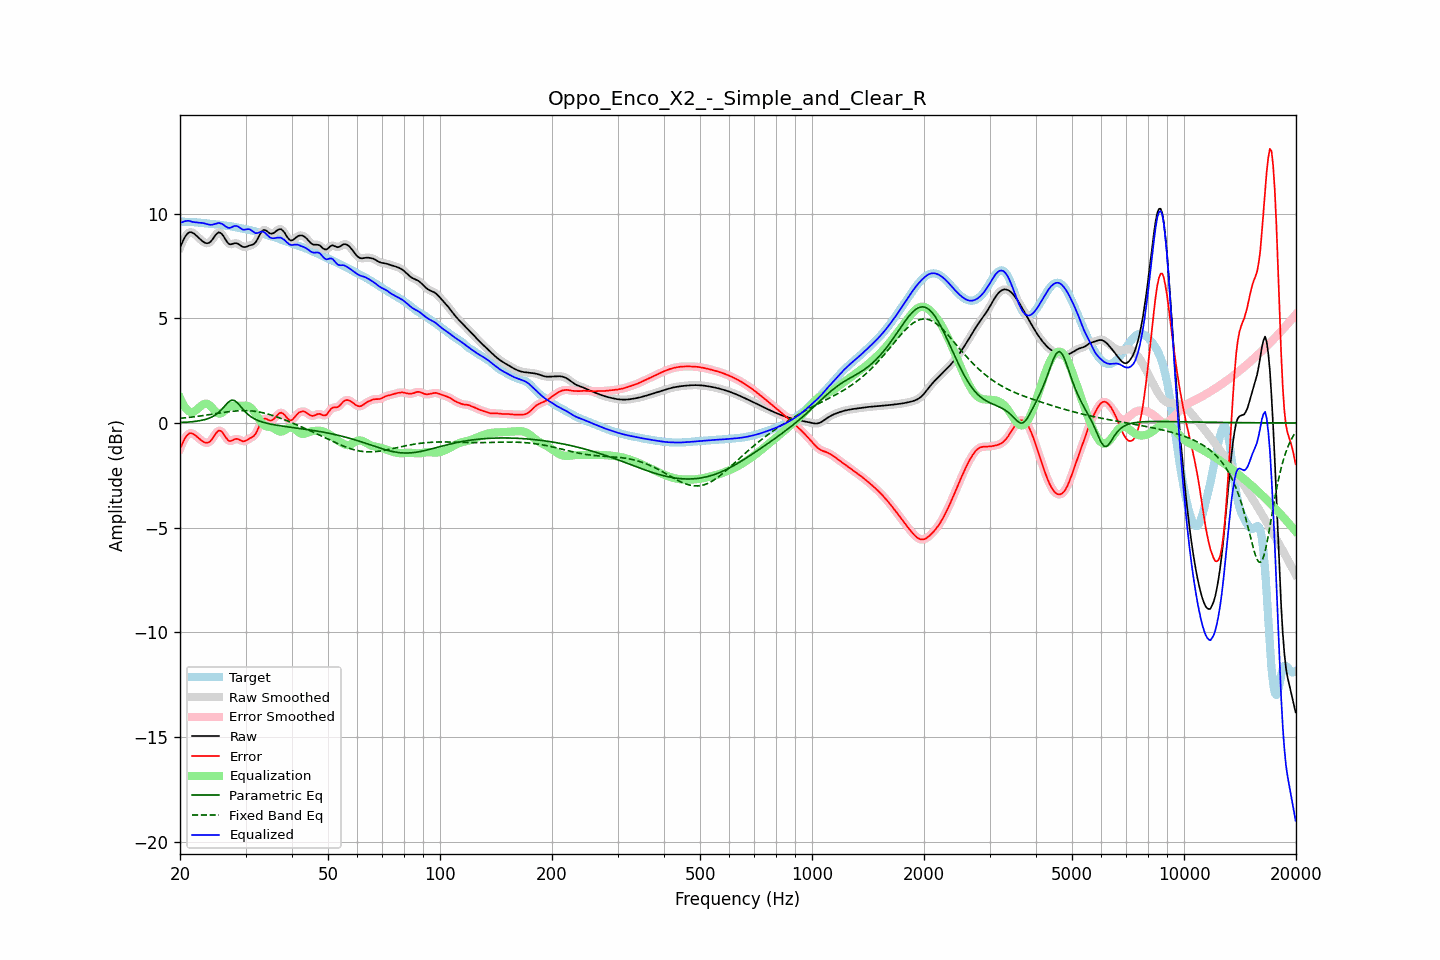 Oppo_Enco_X2_-_Simple_and_Clear_R
10
5
0
−5
−10
−15
−20
Amplitude (dBr)
Target
Raw Smoothed
Error Smoothed
Raw
Error
Equalization
Parametric Eq
Fixed Band Eq
Equalized
20 50 100 200 500 1000 2000 5000 10000 20000
Frequency (Hz)